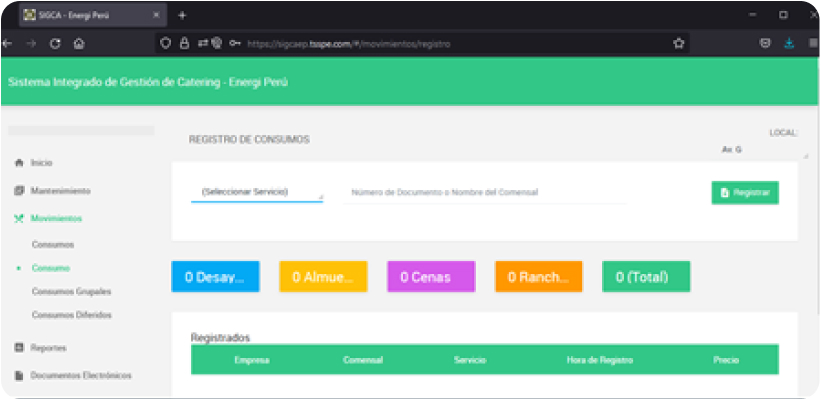 SIGCA - Energi Perú
https://sigcaep.tsspe.com/#/movimientos/registro
Sistema Integrado de Gestión de Catering - Energi Perú
REGISTRO DE CONSUMOS
LOCAL:
Av. G
Inicio
Mantenimiento
Movimientos
Consumos
Consumo
Consumos Grupales
Consumos Diferidos
Reportes
Documentos Electrónicos
(Seleccionar Servicio)
Número de Documento o Nombre del Comensal
Registrar
0 Desay...
0 Almue...
0 Cenas
0 Ranch...
0 (Total)
Registrados
Empresa Comensal Servicio Hora de Registro Precio